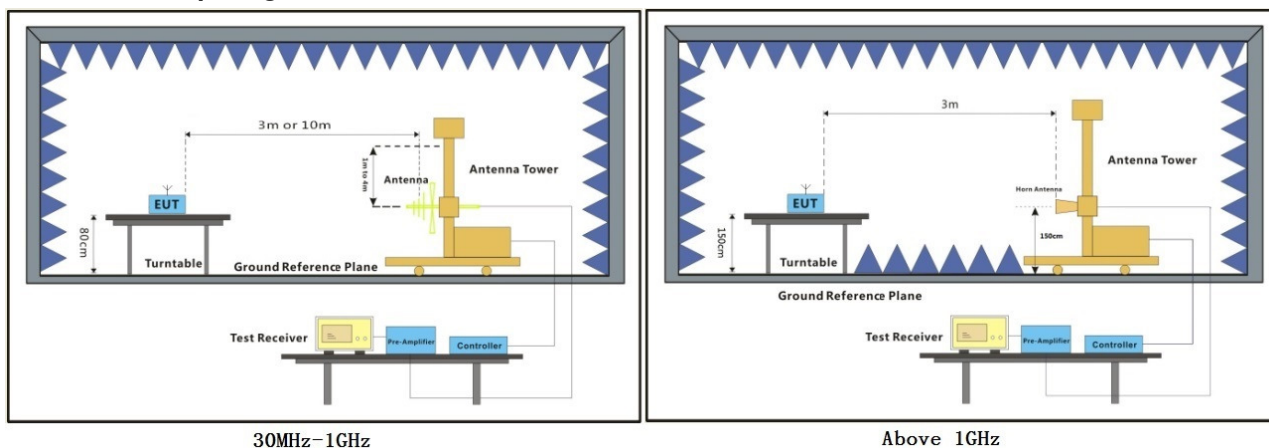 3m or 10m
1m to 4m
Antenna
Antenna Tower
EUT
80cm
Turntable
Ground Reference Plane
Test Receiver
Pre-Amplifier
Controller
30MHz-1GHz
3m
Horn Antenna
Antenna Tower
EUT
150cm
150cm
Turntable
Ground Reference Plane
Test Receiver
Pre-Amplifier
Controller
Above 1GHz